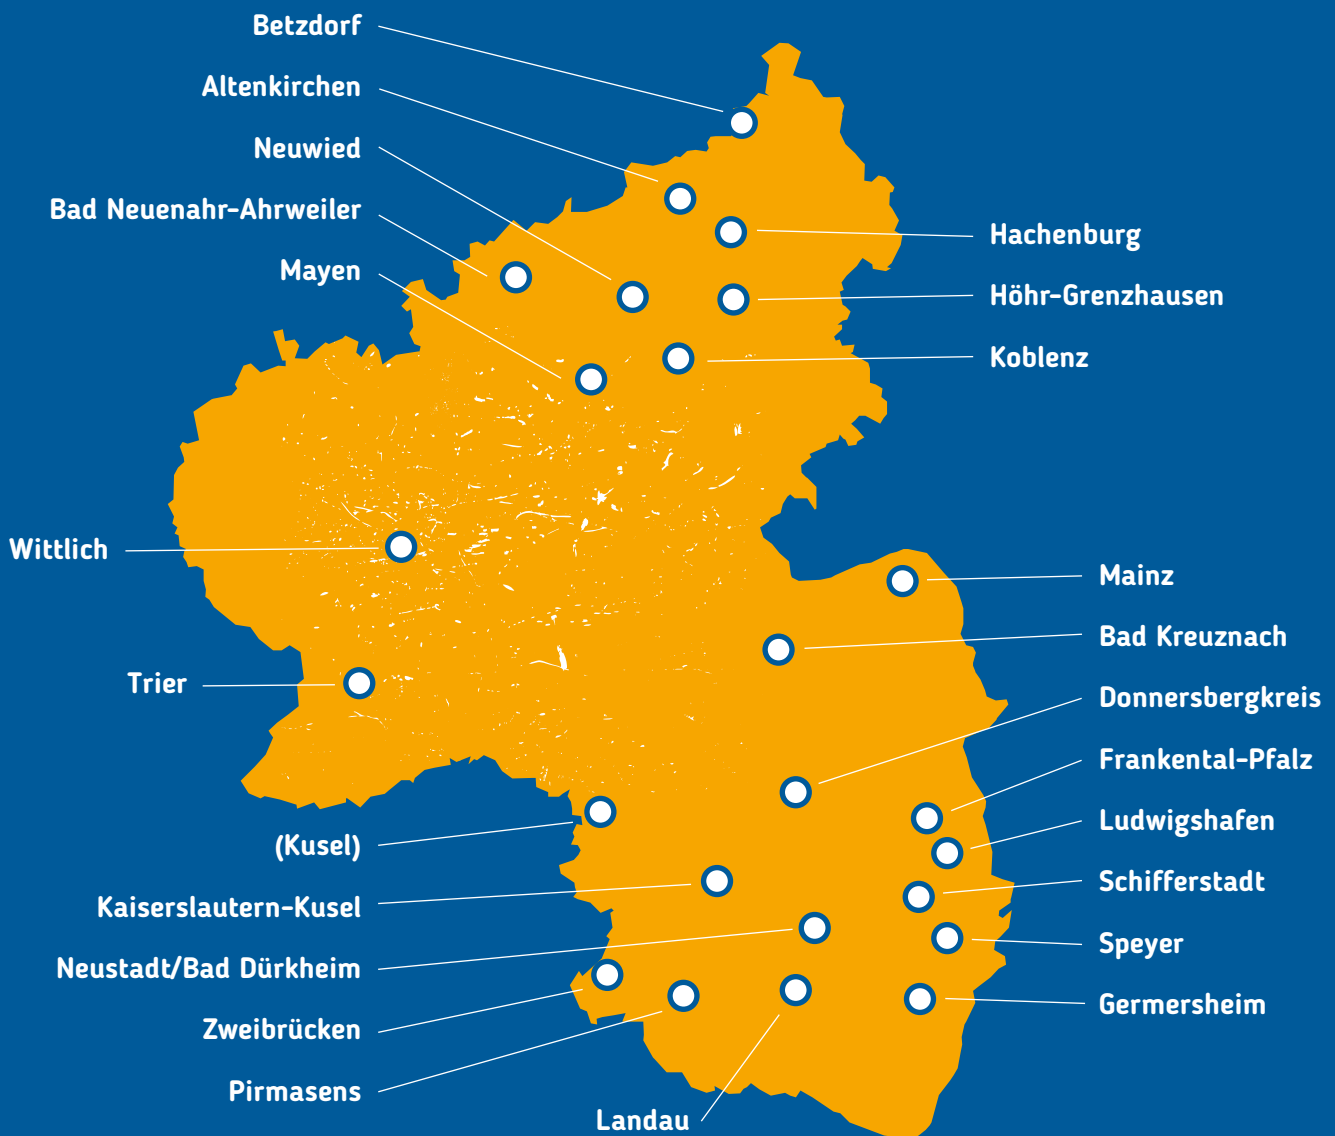 Betzdorf
Altenkirchen
Neuwied
Bad Neuenahr-Ahrweiler
Mayen
Hachenburg
Höhr-Grenzhausen
Koblenz
Wittlich
Trier
Mainz
Bad Kreuznach
Donnersbergkreis
Frankental-Pfalz
Ludwigshafen
Schifferstadt
Speyer
Germersheim
(Kusel)
Kaiserslautern-Kusel
Neustadt/Bad Dürkheim
Zweibrücken
Pirmasens
Landau